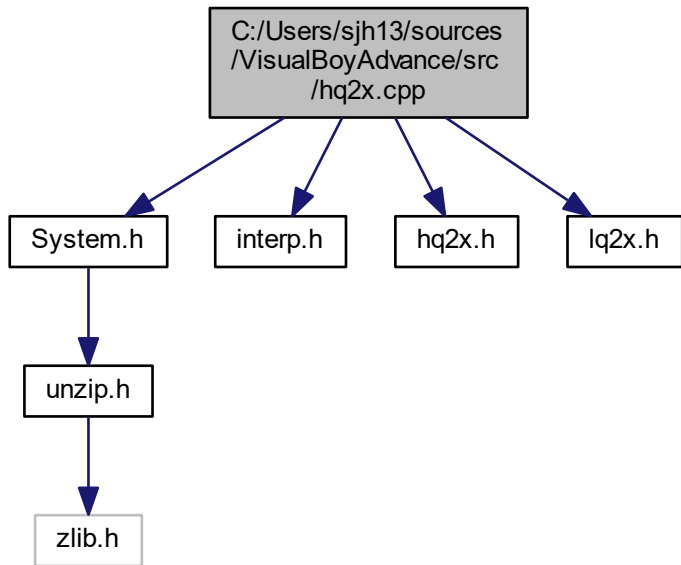 C:/Users/sjh13/sources
/VisualBoyAdvance/src
/hq2x.cpp
System.h
interp.h
hq2x.h
lq2x.h
unzip.h
zlib.h